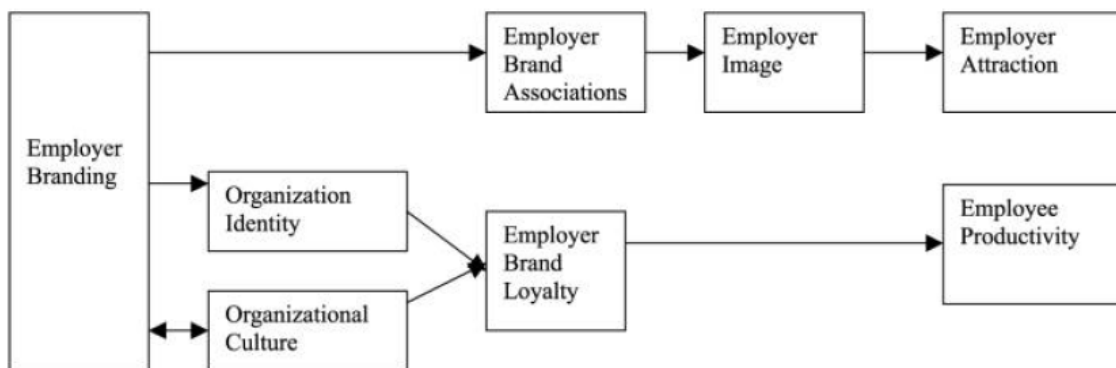 Employer
Brand
Associations
Employer
Image
Employer
Attraction
Employer
Branding
Organization
Identity
Employer
Brand
Loyalty
Employee
Productivity
Organizational
Culture